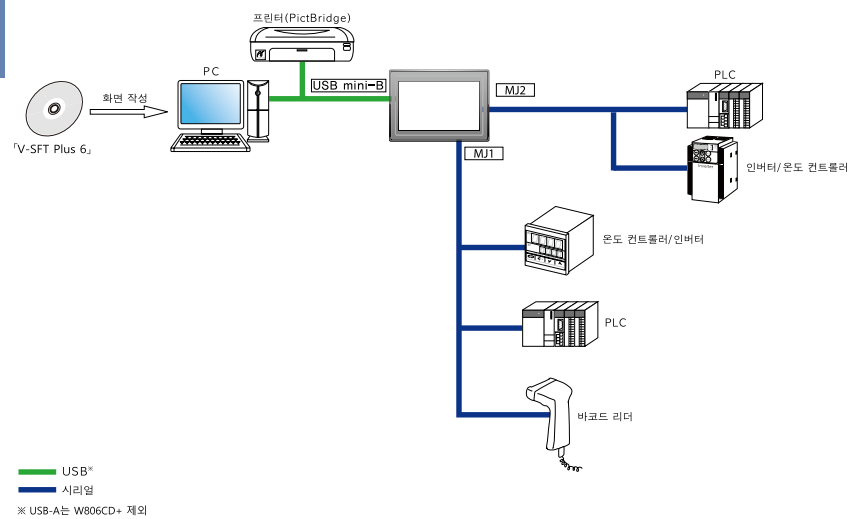 프린터(PictBridge)
PC
USB mini-B
MJ2
PLC
화면 작성
「V-SFT Plus 6」
MJ1
인버터/온도 컨트롤러
온도 컨트롤러/인버터
PLC
바코드 리더
USB※
시리얼
※ USB-A는 W806CD+ 제외